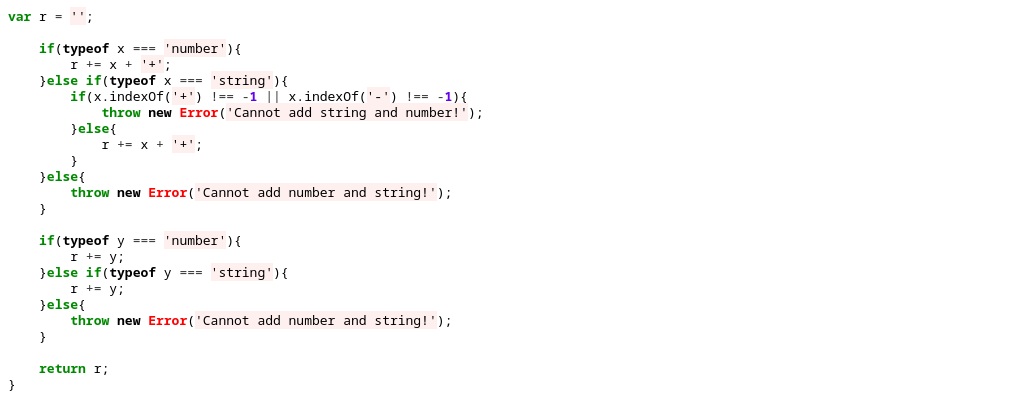 var r = '';
if(typeof x === 'number'){
r += x + '+';
}else if(typeof x === 'string'){
if(x.indexOf('+') !== -1 || x.indexOf('-') !== -1){
throw new Error('Cannot add string and number!');
}else{
r += x + '+';
}
}else{
throw new Error('Cannot add number and string!');
}
if(typeof y === 'number'){
r += y;
}else if(typeof y === 'string'){
r += y;
}else{
throw new Error('Cannot add number and string!');
}
return r;
}